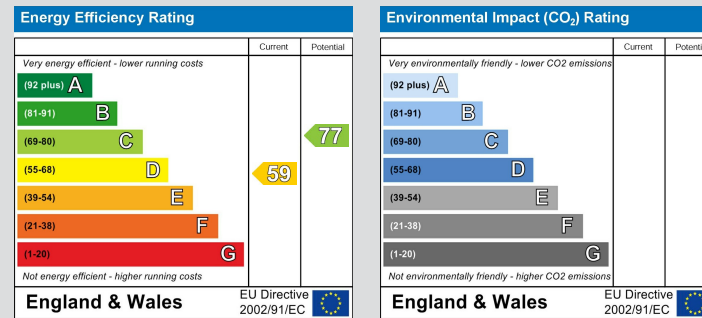 Energy Efficiency Rating
Current Potential
Very energy efficient - lower running costs
(92 plus) A
(81-91) B
(69-80) C
77
(55-68) D
59
(39-54) E
(21-38) F
(1-20) G
Not energy efficient - higher running costs
England & Wales
EU Directive
2002/91/EC
Environmental Impact (CO₂) Rating
Current Potenti
Very environmentally friendly - lower CO2 emissions
(92 plus) A
(81-91) B
(69-80) C
(55-68) D
(39-54) E
(21-38) F
(1-20) G
Not environmentally friendly - higher CO2 emissions
England & Wales
EU Directive
2002/91/EC